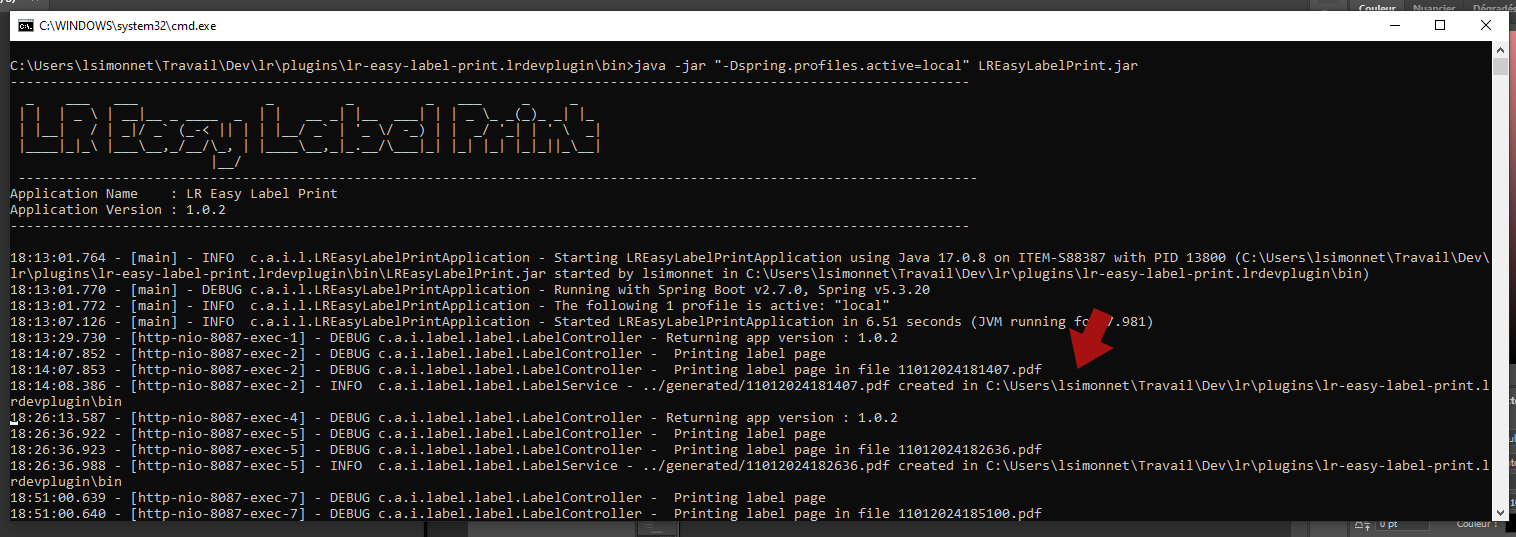 Couleur Nuancier Dégradés
C:\WINDOWS\system32\cmd.exe
C:\Users\lsimonnet\Travail\Dev\lr\plugins\lr-easy-label-print.lrdevplugin\bin>java -jar "-Dspring.profiles.active=local" LREasyLabelPrint.jar
LR Easy Label Print
Application Name    : LR Easy Label Print
Application Version : 1.0.2
18:13:01.764 - [main] - INFO  c.a.i.l.LREasyLabelPrintApplication - Starting LREasyLabelPrintApplication using Java 17.0.8 on ITEM-S88387 with PID 13800 (C:\Users\lsimonnet\Travail\Dev\
lr\plugins\lr-easy-label-print.lrdevplugin\bin\LREasyLabelPrint.jar started by lsimonnet in C:\Users\lsimonnet\Travail\Dev\lr\plugins\lr-easy-label-print.lrdevplugin\bin)
18:13:01.770 - [main] - DEBUG c.a.i.l.LREasyLabelPrintApplication - Running with Spring Boot v2.7.0, Spring v5.3.20
18:13:01.772 - [main] - INFO  c.a.i.l.LREasyLabelPrintApplication - The following 1 profile is active: "local"
18:13:07.126 - [main] - INFO  c.a.i.l.LREasyLabelPrintApplication - Started LREasyLabelPrintApplication in 6.51 seconds (JVM running 7.981)
18:13:29.730 - [http-nio-8087-exec-1] - DEBUG c.a.i.label.label.LabelController - Returning app version : 1.0.2
18:14:07.852 - [http-nio-8087-exec-2] - DEBUG c.a.i.label.label.LabelController -  Printing label page
18:14:07.853 - [http-nio-8087-exec-2] - DEBUG c.a.i.label.label.LabelController -  Printing label page in file 11012024181407.pdf
18:14:08.386 - [http-nio-8087-exec-2] - INFO  c.a.i.label.label.LabelService - ../generated/11012024181407.pdf created in C:\Users\lsimonnet\Travail\Dev\lr\plugins\lr-easy-label-print.l
rdevplugin\bin
18:26:13.587 - [http-nio-8087-exec-4] - DEBUG c.a.i.label.label.LabelController - Returning app version : 1.0.2
18:26:36.922 - [http-nio-8087-exec-5] - DEBUG c.a.i.label.label.LabelController -  Printing label page
18:26:36.923 - [http-nio-8087-exec-5] - DEBUG c.a.i.label.label.LabelController -  Printing label page in file 11012024182636.pdf
18:26:36.988 - [http-nio-8087-exec-5] - INFO  c.a.i.label.label.LabelService - ../generated/11012024182636.pdf created in C:\Users\lsimonnet\Travail\Dev\lr\plugins\lr-easy-label-print.l
rdevplugin\bin
18:51:00.639 - [http-nio-8087-exec-7] - DEBUG c.a.i.label.label.LabelController -  Printing label page
18:51:00.640 - [http-nio-8087-exec-7] - DEBUG c.a.i.label.label.LabelController -  Printing label page in file 11012024185100.pdf
0 pt Couleur :